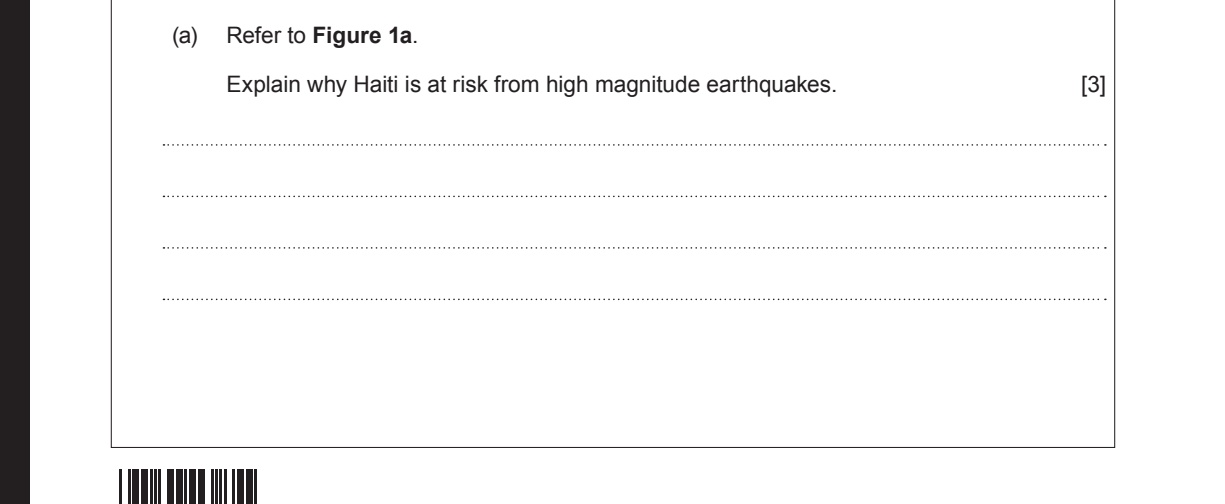 (a) Refer to Figure 1a.
Explain why Haiti is at risk from high magnitude earthquakes. [3]